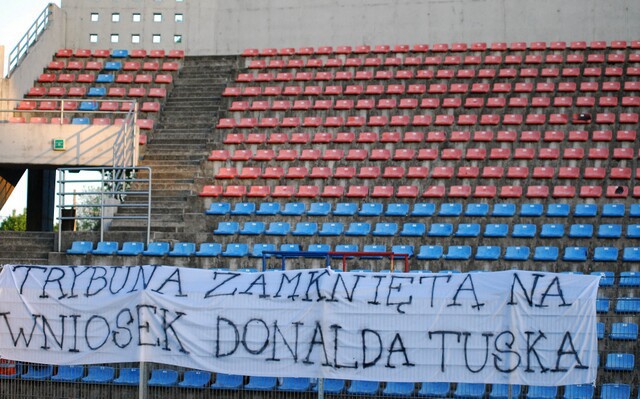 TRYBUNA ZAMKNIĘTA NA
WNIOSEK DONALDA TUSKA